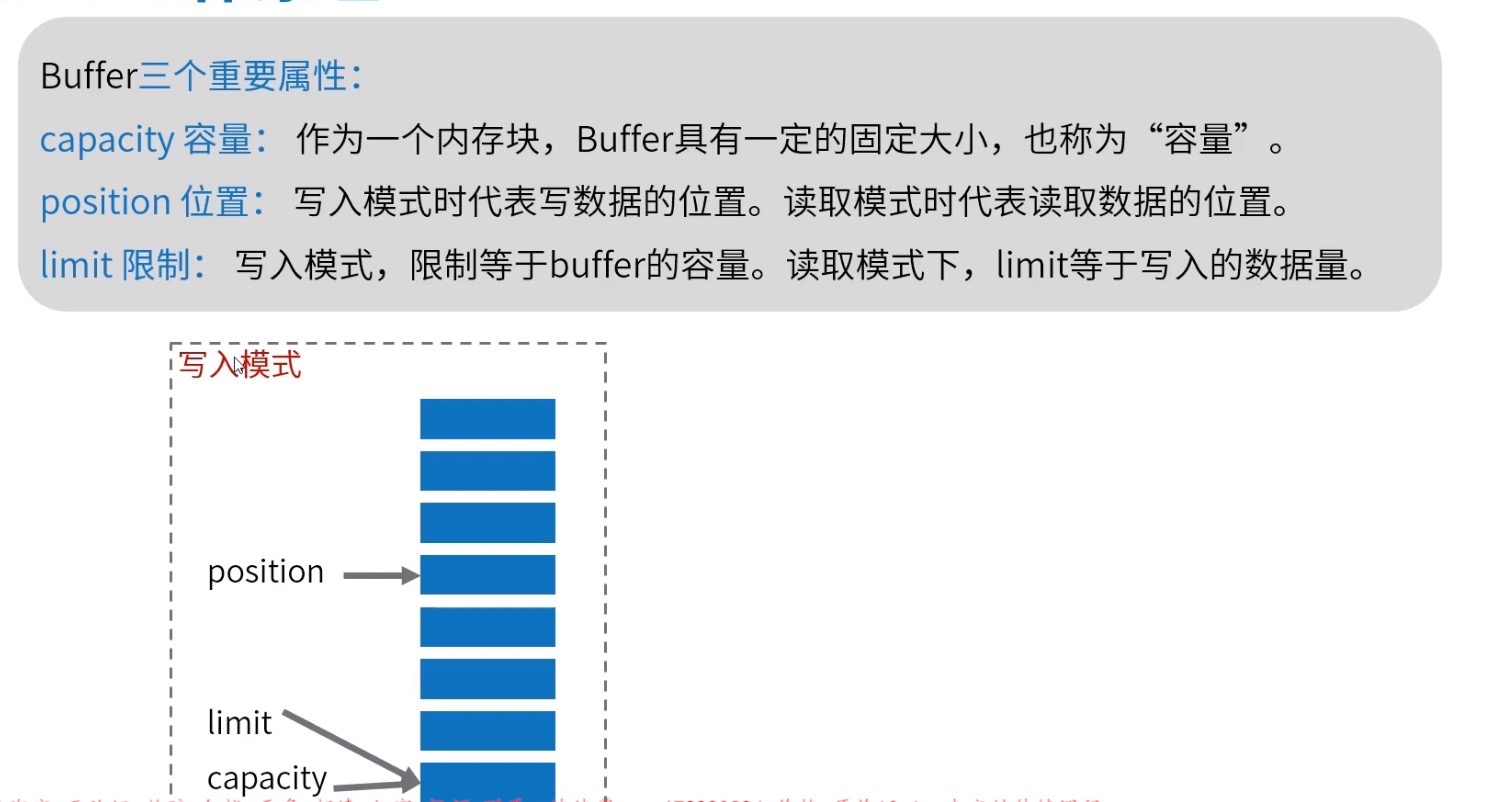 Buffer三个重要属性：
capacity 容量： 作为一个内存块，Buffer具有一定的固定大小，也称为“容量”。
position 位置： 写入模式时代表写数据的位置。读取模式时代表读取数据的位置。
limit 限制： 写入模式，限制等于buffer的容量。读取模式下，limit等于写入的数据量。
写入模式
position
limit
capacity